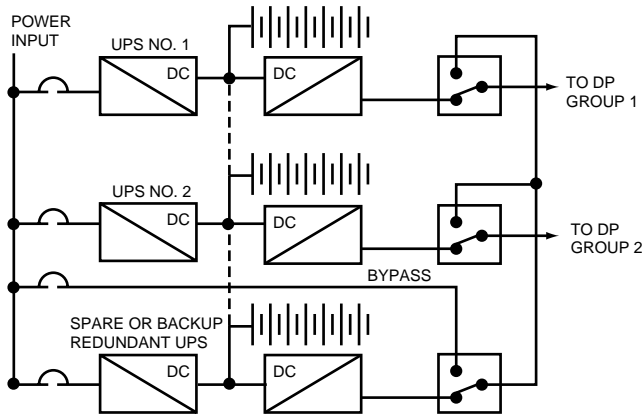 POWER
INPUT
UPS NO. 1
DC
DC
TO DP
GROUP 1
UPS NO. 2
DC
DC
TO DP
GROUP 2
BYPASS
SPARE OR BACKUP
REDUNDANT UPS
DC
DC